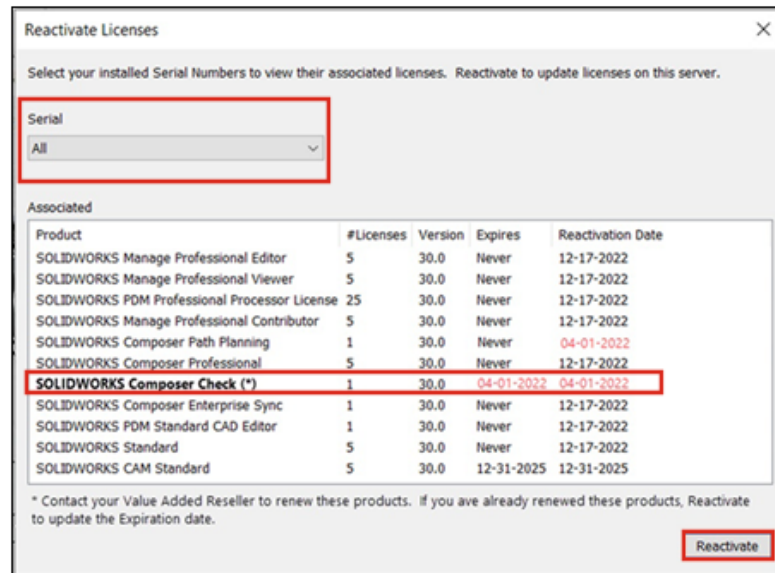 Reactivate Licenses
Select your installed Serial Numbers to view their associated licenses. Reactivate to update licenses on this server.
Serial
All
Associated
Product #Licenses Version Expires Reactivation Date
SOLIDWORKS Manage Professional Editor 5 30.0 Never 12-17-2022
SOLIDWORKS Manage Professional Viewer 5 30.0 Never 12-17-2022
SOLIDWORKS PDM Professional Processor License 25 30.0 Never 12-17-2022
SOLIDWORKS Manage Professional Contributor 5 30.0 Never 12-17-2022
SOLIDWORKS Composer Path Planning 1 30.0 Never 04-01-2022
SOLIDWORKS Composer Professional 5 30.0 Never 12-17-2022
SOLIDWORKS Composer Check (*) 1 30.0 04-01-2022 04-01-2022
SOLIDWORKS Composer Enterprise Sync 1 30.0 Never 12-17-2022
SOLIDWORKS PDM Standard CAD Editor 1 30.0 Never 12-17-2022
SOLIDWORKS Standard 5 30.0 Never 12-17-2022
SOLIDWORKS CAM Standard 5 30.0 12-31-2025 12-31-2025
* Contact your Value Added Reseller to renew these products. If you ave already renewed these products, Reactivate
to update the Expiration date.
Reactivate